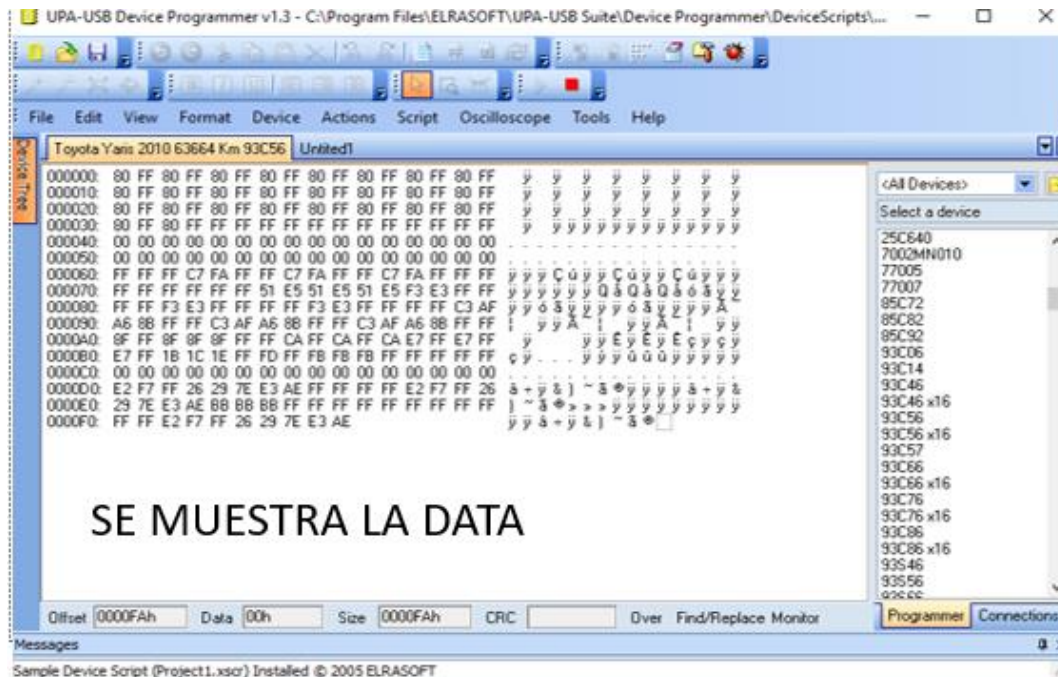 UPA-USB Device Programmer v1.3 - C:\Program Files\ELRASOFT\UPA-USB Suite\Device Programmer\DeviceScripts\...
File Edit View Format Device Actions Script Oscilloscope Tools Help
Device Tree
Toyota Yaris 2010 63664 Km 93C56 Untitled1
000000: 80 FF 80 FF 80 FF 80 FF 80 FF 80 FF 80 FF 80 FF
000010: 80 FF 80 FF 80 FF 80 FF 80 FF 80 FF 80 FF 80 FF
000020: 80 FF 80 FF 80 FF 80 FF 80 FF 80 FF 80 FF 80 FF
000030: 80 FF 80 FF FF FF FF FF FF FF FF FF FF FF FF FF
000040: 00 00 00 00 00 00 00 00 00 00 00 00 00 00 00 00
000050: 00 00 00 00 00 00 00 00 00 00 00 00 00 00 00 00
000060: FF FF FF C7 FA FF FF C7 FA FF FF C7 FA FF FF FF
000070: FF FF FF FF FF FF 51 E5 51 E5 51 E5 F3 E3 FF FF
000080: FF FF F3 E3 FF FF FF FF F3 E3 FF FF FF FF C3 AF
000090: A6 8B FF FF C3 AF A6 8B FF FF C3 AF A6 8B FF FF
0000A0: 8F FF 8F 8F 8F FF FF CA FF CA FF CA E7 FF E7 FF
0000B0: E7 FF 1B 1C 1E FF FD FF FB FB FB FF FF FF FF FF
0000C0: 00 00 00 00 00 00 00 00 00 00 00 00 00 00 00 00
0000D0: E2 F7 FF 26 29 7E E3 AE FF FF FF FF E2 F7 FF 26
0000E0: 29 7E E3 AE BB BB BB FF FF FF FF FF FF FF FF FF
0000F0: FF FF E2 F7 FF 26 29 7E E3 AE
SE MUESTRA LA DATA
<All Devices>
Select a device
25C640
7002MN010
77005
77007
85C72
85C82
85C92
93C06
93C14
93C46
93C46 x16
93C56
93C56 x16
93C57
93C66
93C66 x16
93C76
93C76 x16
93C86
93C86 x16
93S46
93S56
Programmer Connections
Offset 0000FAh Data 00h Size 0000FAh CRC Over Find/Replace Monitor
Messages
Sample Device Script (Project1.xscr) Installed © 2005 ELRASOFT